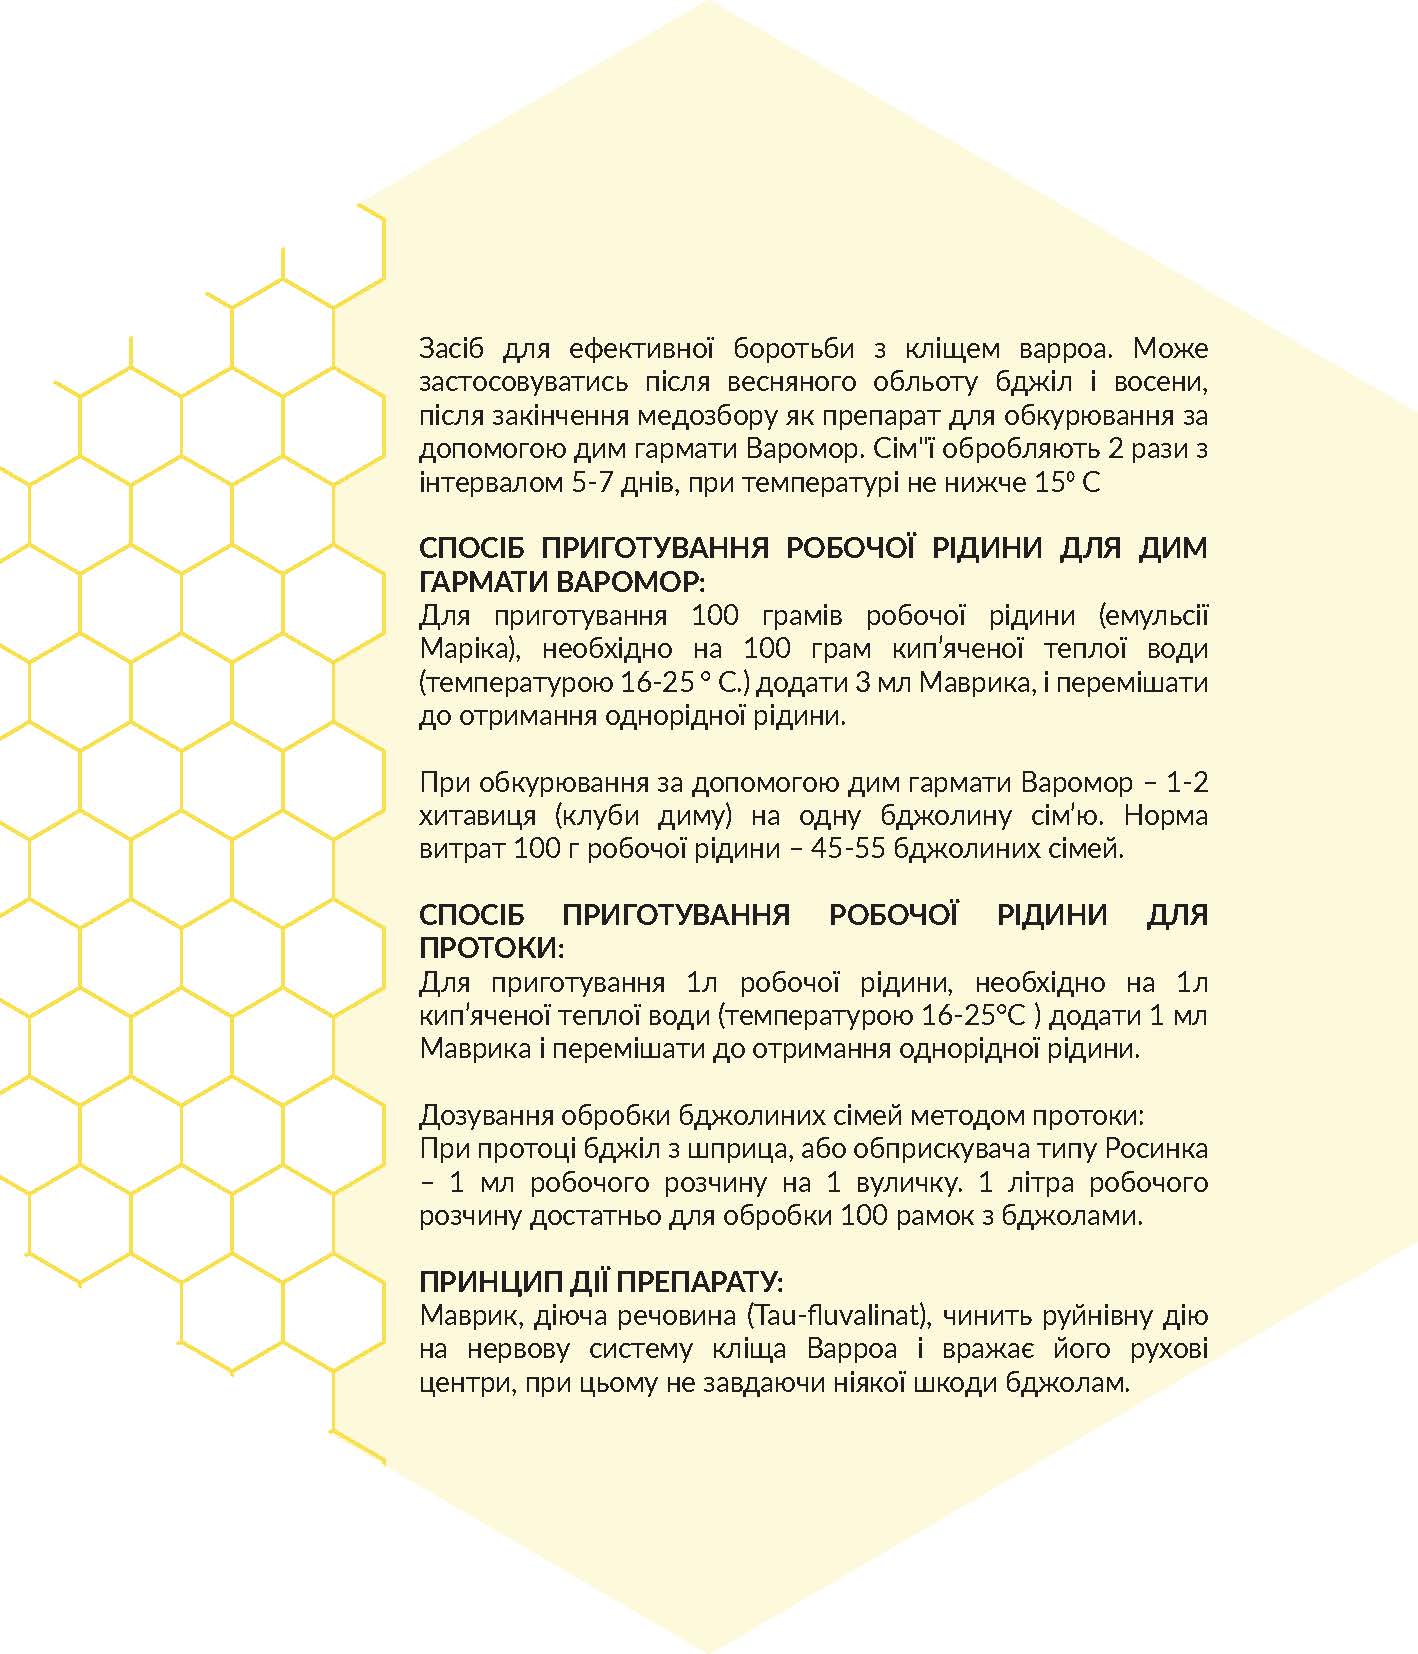 Засіб для ефективної боротьби з кліщем варроа. Може
застосовуватись після весняного обльоту бджіл і восени,
після закінчення медозбору як препарат для обкурювання за
допомогою дим гармати Варомор. Сім"ї обробляють 2 рази з
інтервалом 5-7 днів, при температурі не нижче 15⁰ С
СПОСІБ ПРИГОТУВАННЯ РОБОЧОЇ РІДИНИ ДЛЯ ДИМ
ГАРМАТИ ВАРОМОР:
Для приготування 100 грамів робочої рідини (емульсії
Маріка), необхідно на 100 грам кип'яченої теплої води
(температурою 16-25 ° С.) додати 3 мл Маврика, і перемішати
до отримання однорідної рідини.
При обкурювання за допомогою дим гармати Варомор – 1-2
хитавиця (клуби диму) на одну бджолину сім'ю. Норма
витрат 100 г робочої рідини – 45-55 бджолиних сімей.
СПОСІБ ПРИГОТУВАННЯ РОБОЧОЇ РІДИНИ ДЛЯ
ПРОТОКИ:
Для приготування 1л робочої рідини, необхідно на 1л
кип'яченої теплої води (температурою 16-25°С ) додати 1 мл
Маврика і перемішати до отримання однорідної рідини.
Дозування обробки бджолиних сімей методом протоки:
При протоці бджіл з шприца, або обприскувача типу Росинка
– 1 мл робочого розчину на 1 вуличку. 1 літра робочого
розчину достатньо для обробки 100 рамок з бджолами.
ПРИНЦИП ДІЇ ПРЕПАРАТУ:
Маврик, діюча речовина (Tau-fluvalinat), чинить руйнівну дію
на нервову систему кліща Варроа і вражає його рухові
центри, при цьому не завдаючи ніякої шкоди бджолам.